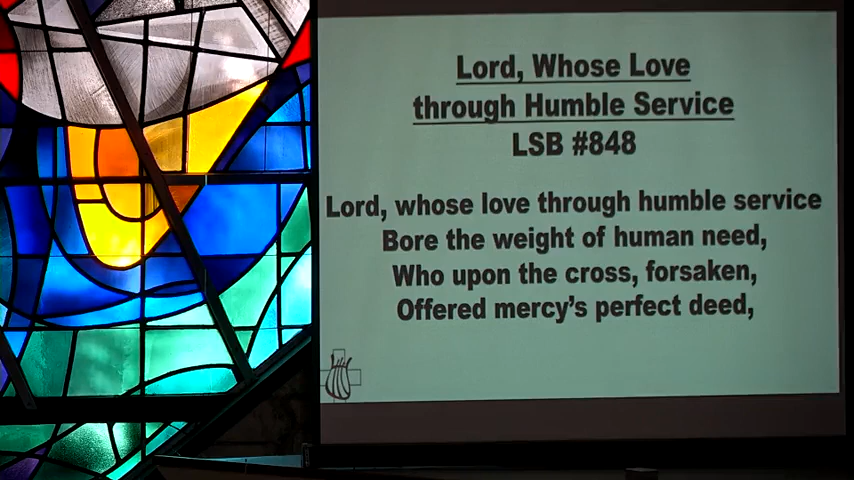 Lord, Whose Love
through Humble Service
LSB #848
Lord, whose love through humble service
Bore the weight of human need,
Who upon the cross, forsaken,
Offered mercy's perfect deed,